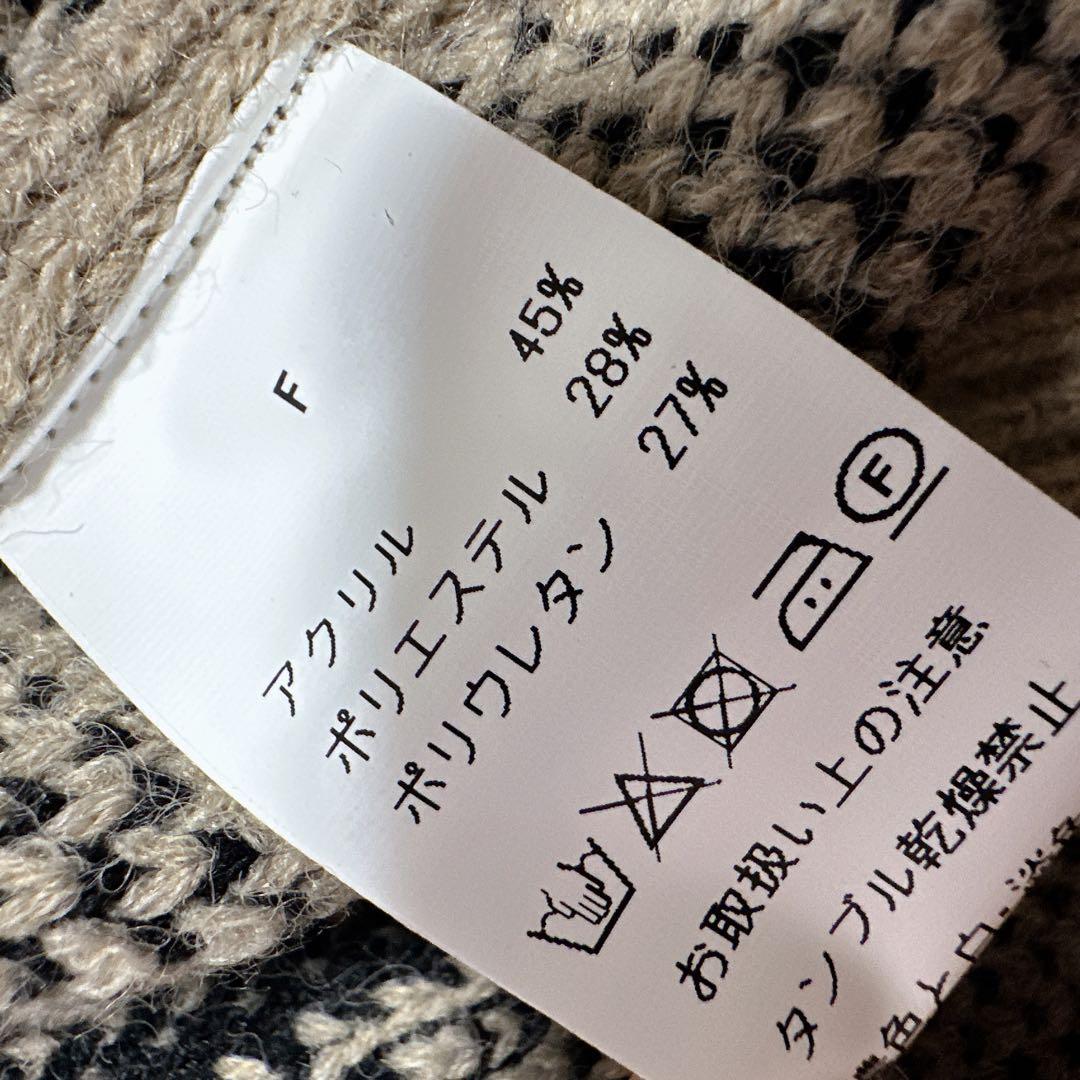 F
アクリル 45%
ポリエステル 28%
ポリウレタン 27%
F
お取扱い上の注意
タンブル乾燥禁止